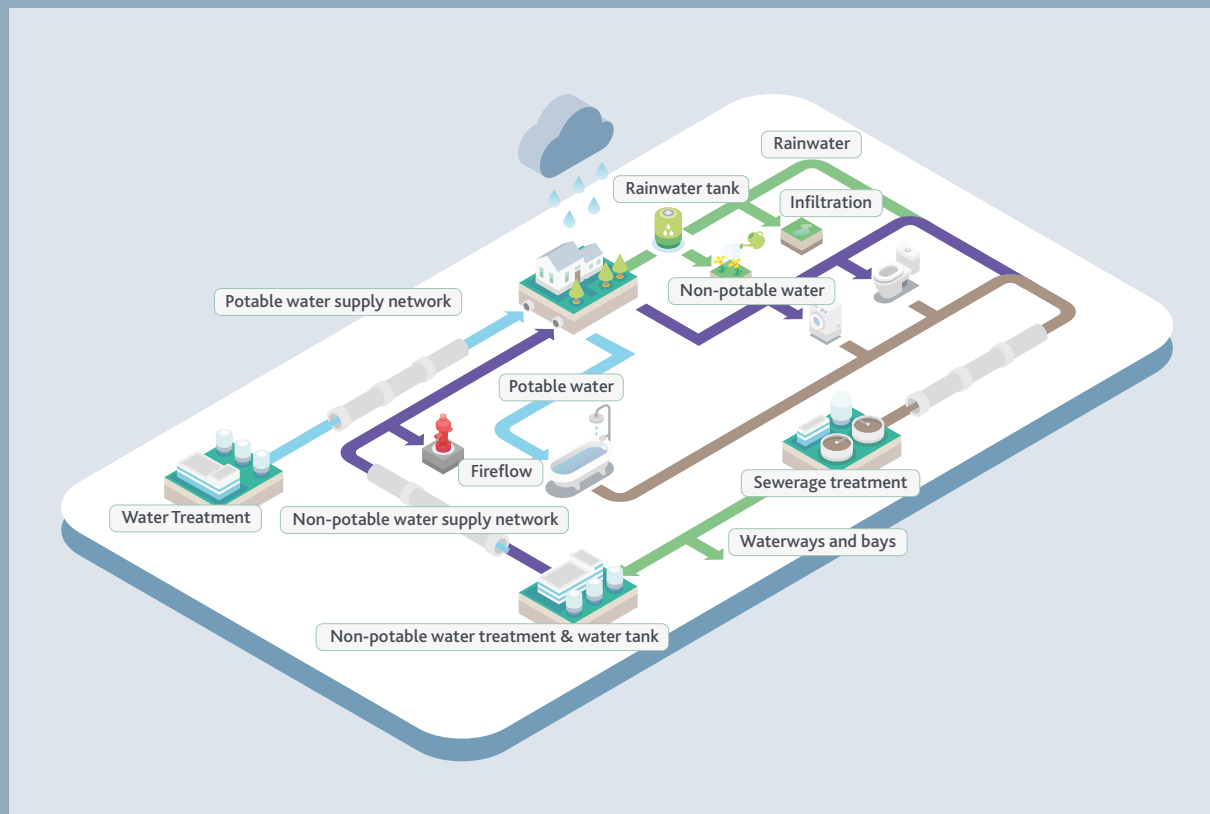 Rainwater
Rainwater tank
Infiltration
Non-potable water
Potable water supply network
Potable water
Fireflow
Sewerage treatment
Water Treatment
Non-potable water supply network
Waterways and bays
Non-potable water treatment & water tank